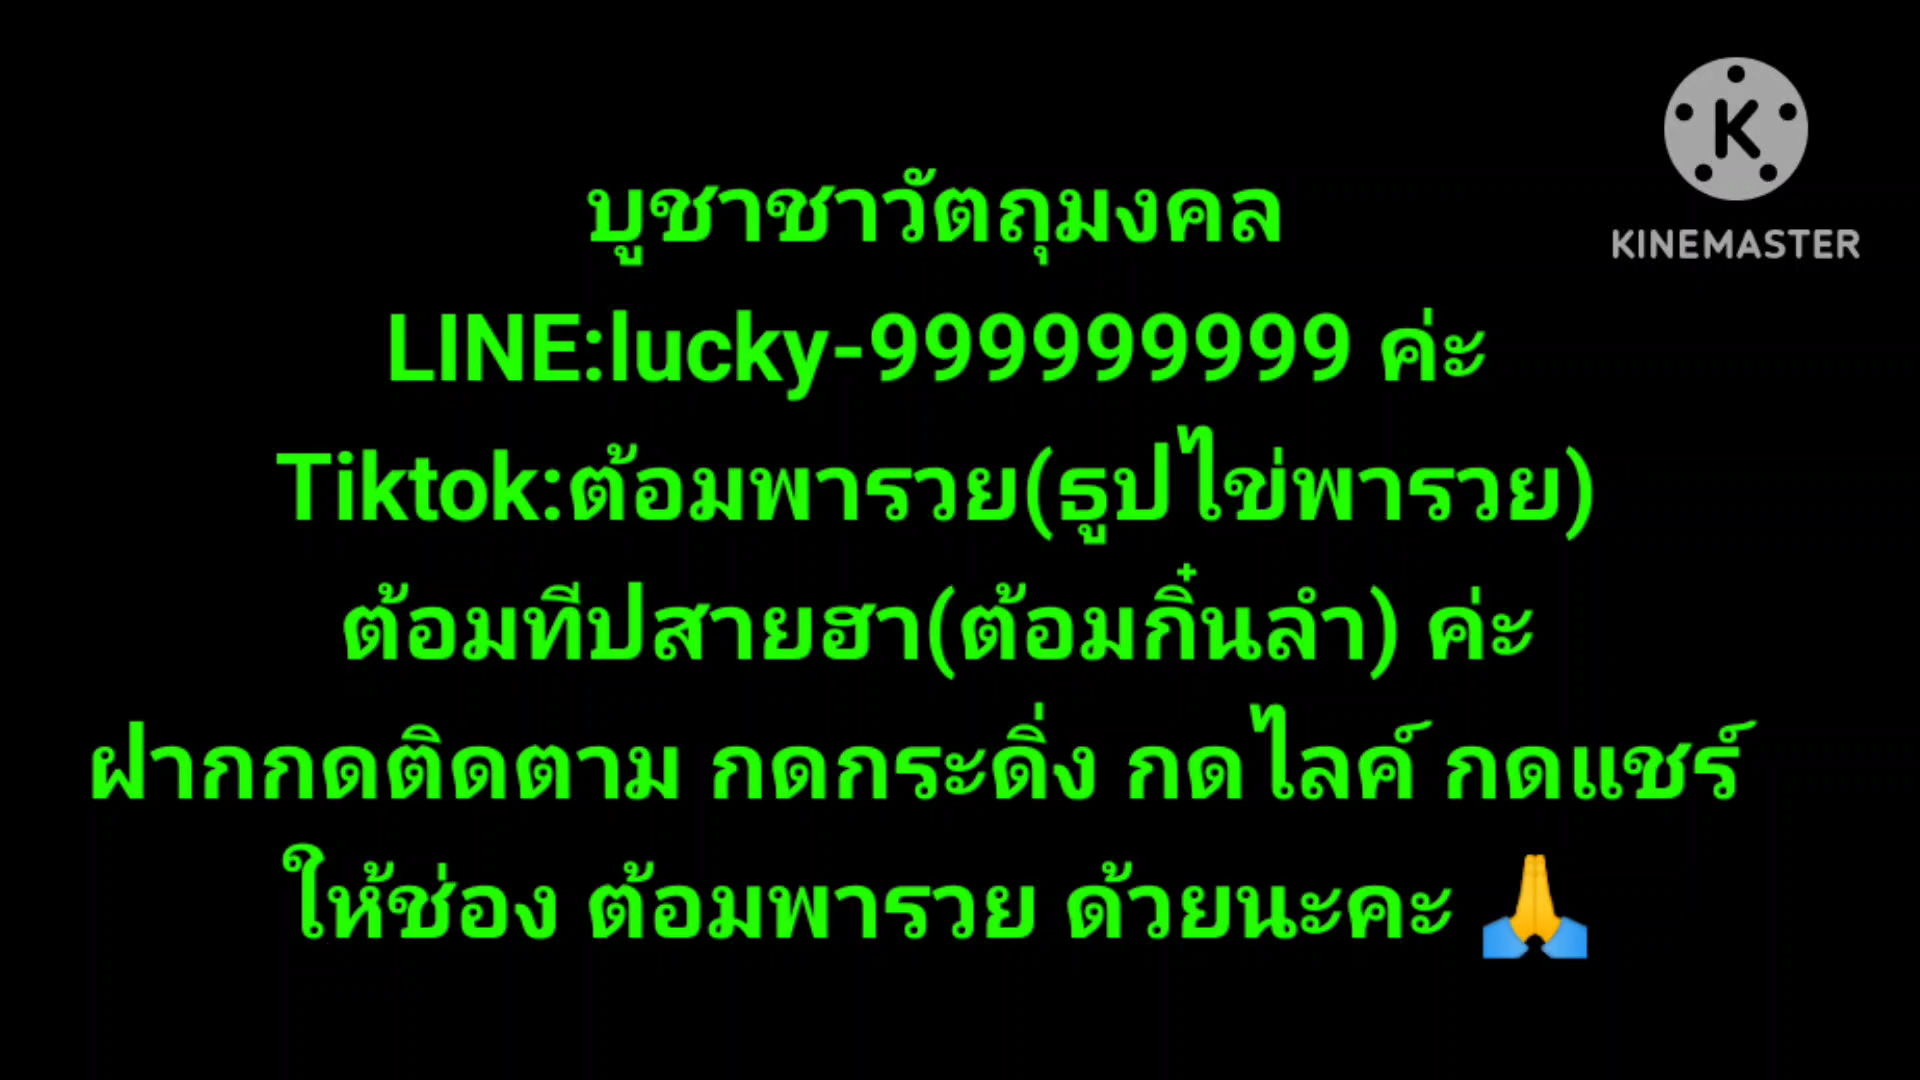 บูชาชาวัตถุมงคล
LINE:lucky-999999999 ค่ะ
Tiktok:ต้อมพารวย(ธูปไข่พารวย)
ต้อมทีปสายฮา(ต้อมกิ๋นลำ) ค่ะ
ฝากกดติดตาม กดกระดิ่ง กดไลค์ กดแชร์
ให้ช่อง ต้อมพารวย ด้วยนะคะ 🙏
K
KINEMASTER